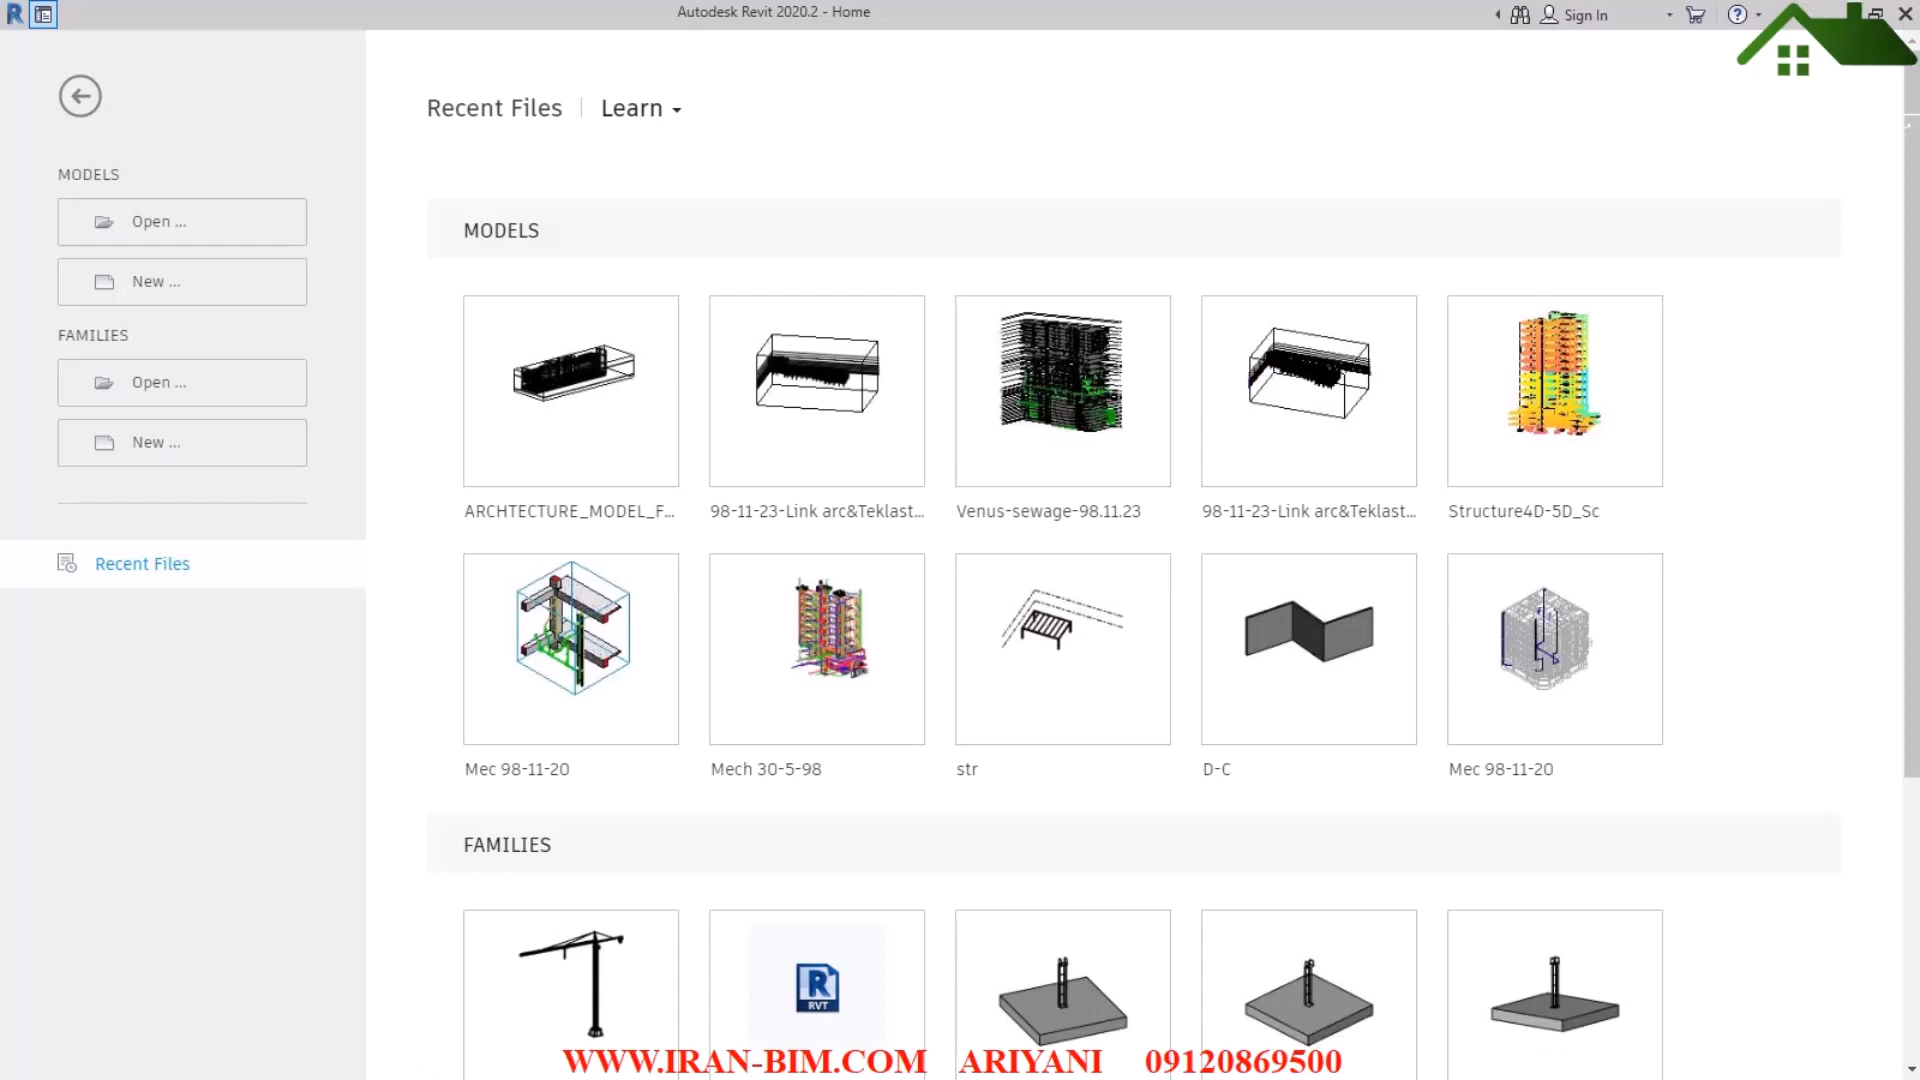 Autodesk Revit 2020.2 - Home
Sign In
Recent Files
Learn
MODELS
Open ...
New ...
FAMILIES
Open ...
New ...
Recent Files
MODELS
ARCHTECTURE_MODEL_F...
98-11-23-Link arc&Teklast...
Venus-sewage-98.11.23
98-11-23-Link arc&Teklast...
Structure4D-5D_Sc
Mec 98-11-20
Mech 30-5-98
str
D-C
Mec 98-11-20
FAMILIES
R
RVT
WWW.IRAN-BIM.COM ARIYANI 09120869500